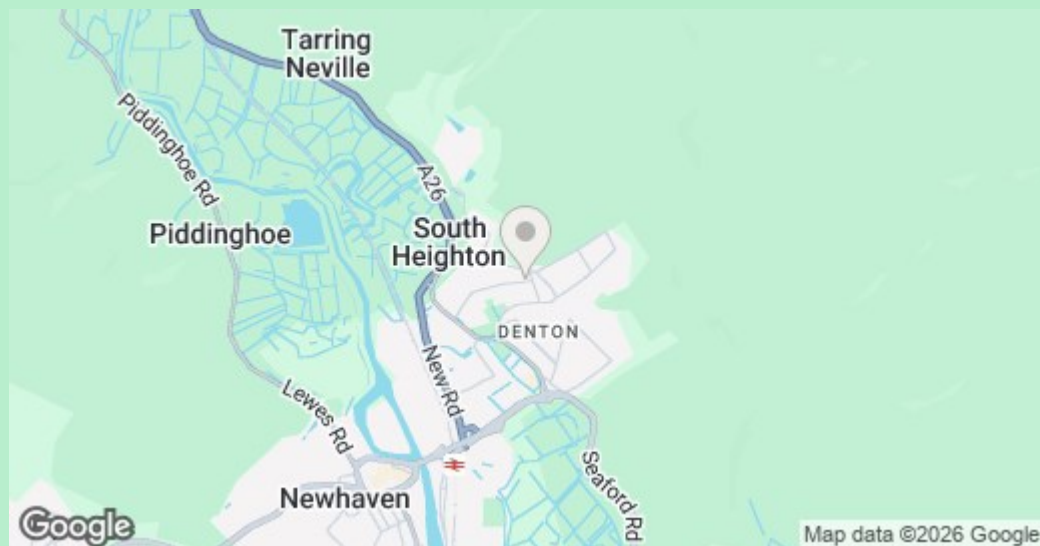 Tarring
Neville
Piddinghoe Rd
A26
South
Heighton
Piddinghoe
DENTON
New Rd
Lewes Rd
Seaford Rd
Newhaven
Google
Map data ©2026 Google